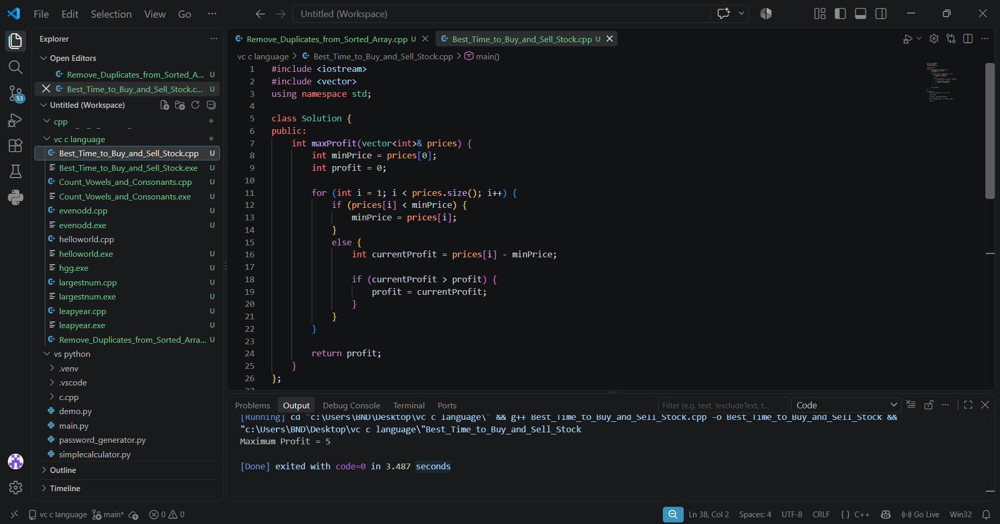 File Edit Selection View Go ··· Untitled (Workspace)
Explorer ···
Open Editors
Remove_Duplicates_from_Sorted_A... U
Best_Time_to_Buy_and_Sell_Stock.c... U
Untitled (Workspace)
cpp
vc c language
Best_Time_to_Buy_and_Sell_Stock.cpp U
Best_Time_to_Buy_and_Sell_Stock.exe U
Count_Vowels_and_Consonants.cpp U
Count_Vowels_and_Consonants.exe U
evenodd.cpp U
evenodd.exe U
helloworld.cpp
helloworld.exe U
hgg.exe U
largestnum.cpp U
largestnum.exe U
leapyear.cpp U
leapyear.exe U
Remove_Duplicates_from_Sorted_Arra... U
vs python
.venv
.vscode
c.cpp
demo.py
main.py
password_generator.py
simplecalculator.py
Outline
Timeline
53
Remove_Duplicates_from_Sorted_Array.cpp U
Best_Time_to_Buy_and_Sell_Stock.cpp U
vc c language > Best_Time_to_Buy_and_Sell_Stock.cpp > main()
1 #include <iostream>
2 #include <vector>
3 using namespace std;
4
5 class Solution {
6 public:
7 int maxProfit(vector<int>& prices) {
8 int minPrice = prices[0];
9 int profit = 0;
10
11 for (int i = 1; i < prices.size(); i++) {
12 if (prices[i] < minPrice) {
13 minPrice = prices[i];
14 }
15 else {
16 int currentProfit = prices[i] - minPrice;
17
18 if (currentProfit > profit) {
19 profit = currentProfit;
20 }
21 }
22 }
23
24 return profit;
25 }
26 };
27
Problems Output Debug Console Terminal Ports Filter (e.g. text, !excludeText, t... Code
[Running] cd "c:\Users\BND\Desktop\vc c language\" && g++ Best_Time_to_Buy_and_Sell_Stock.cpp -o Best_Time_to_Buy_and_Sell_Stock &&
"c:\Users\BND\Desktop\vc c language\"Best_Time_to_Buy_and_Sell_Stock
Maximum Profit = 5
[Done] exited with code=0 in 3.487 seconds
vc c language main* 0 0 Ln 38, Col 2 Spaces: 4 UTF-8 CRLF {} C++ Go Live Win32